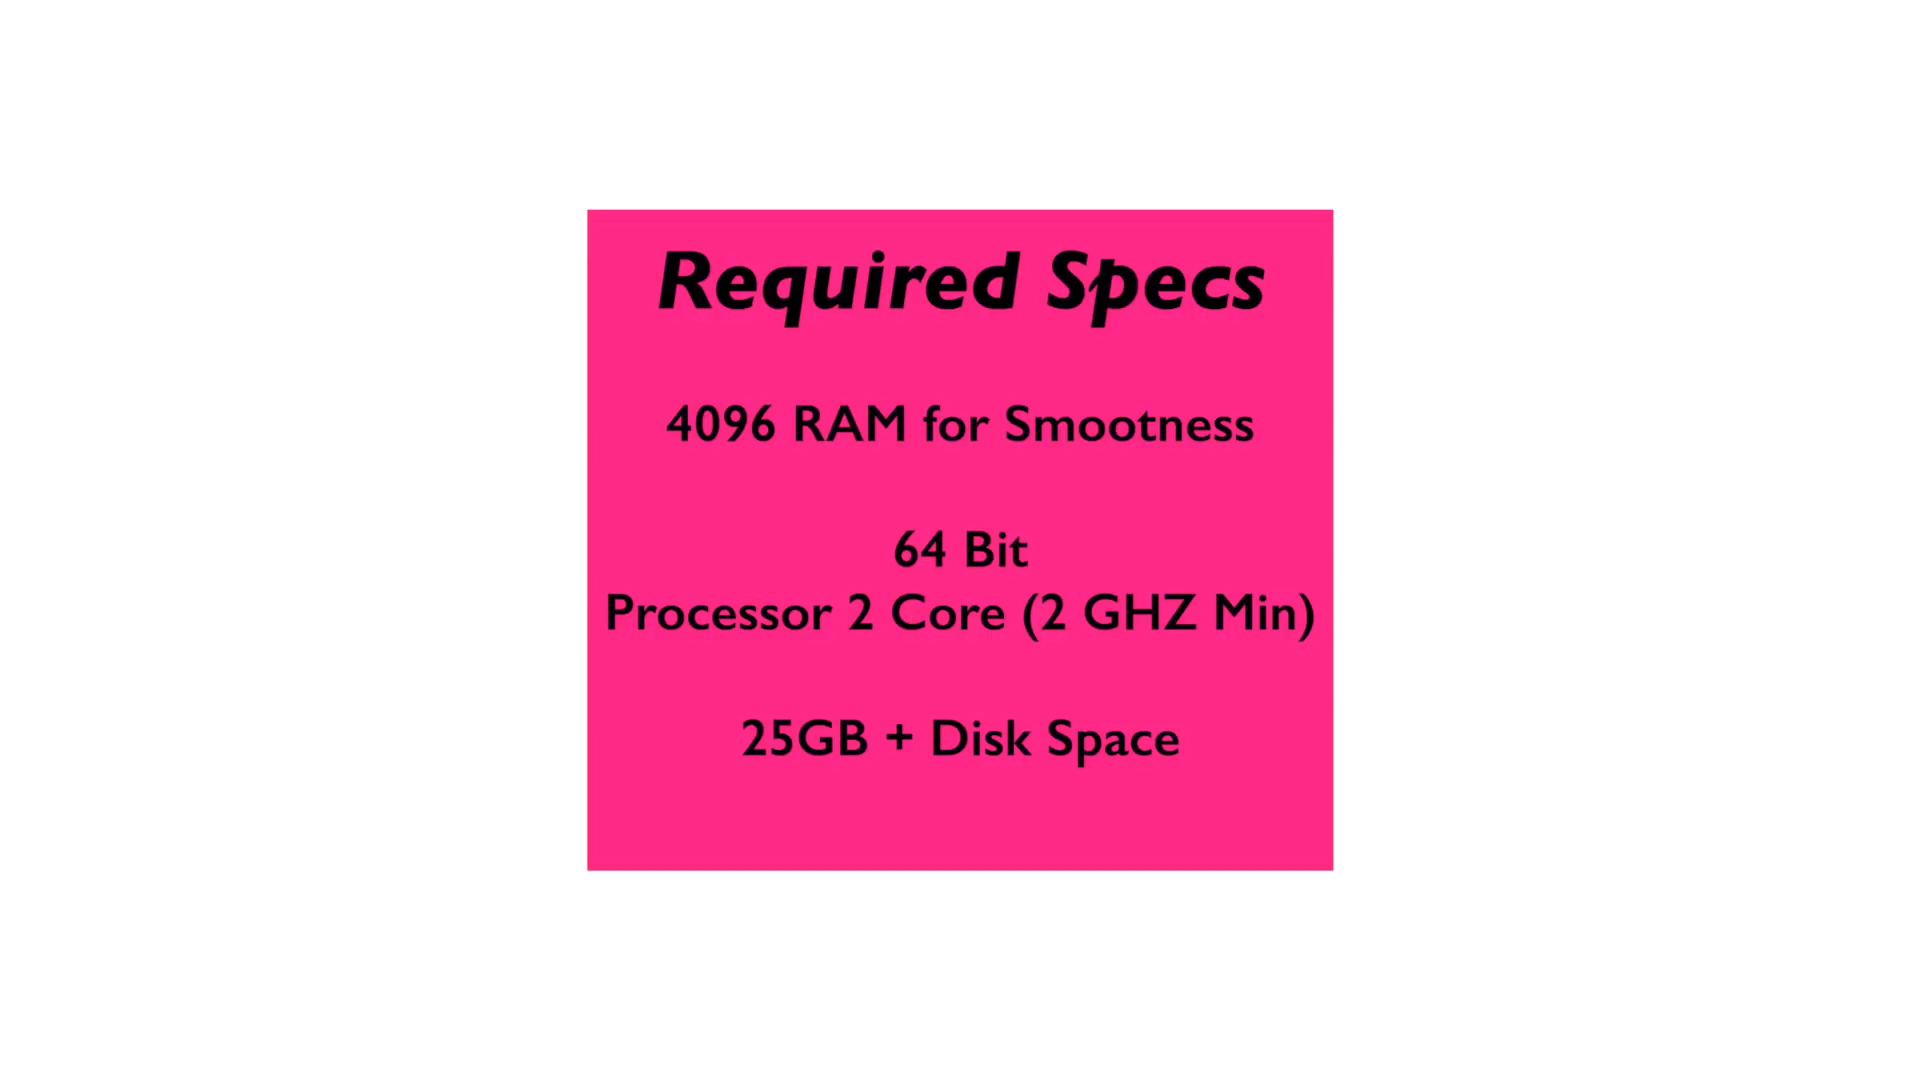 Required Specs
4096 RAM for Smootness
64 Bit
Processor 2 Core (2 GHZ Min)
25GB + Disk Space